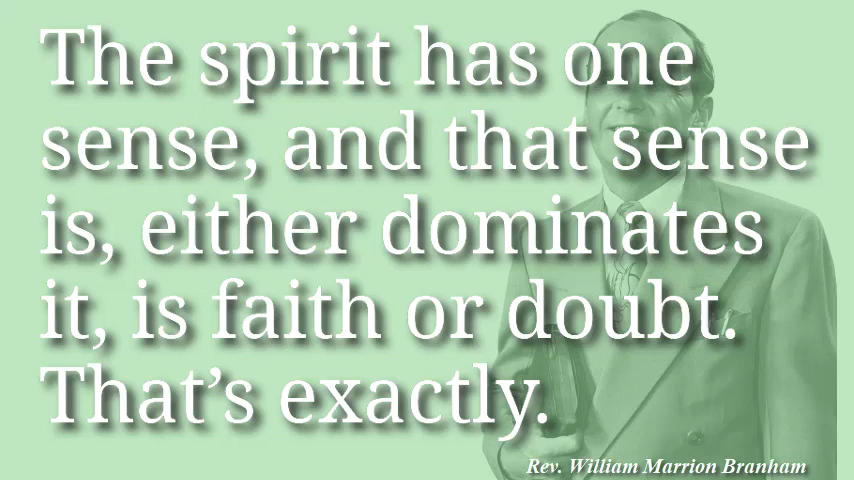 The spirit has one
sense, and that sense
is, either dominates
it, is faith or doubt.
That’s exactly.
Rev. William Marrion Branham